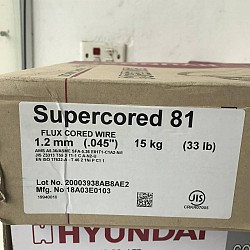 Supercored 81
FLUX CORED WIRE
1.2 mm (.045") 15 kg (33 lb)
Lot No. 20003938AB8AE2
Mfg. No. 18A03E0103
19940010
JIS
HYUNDAI